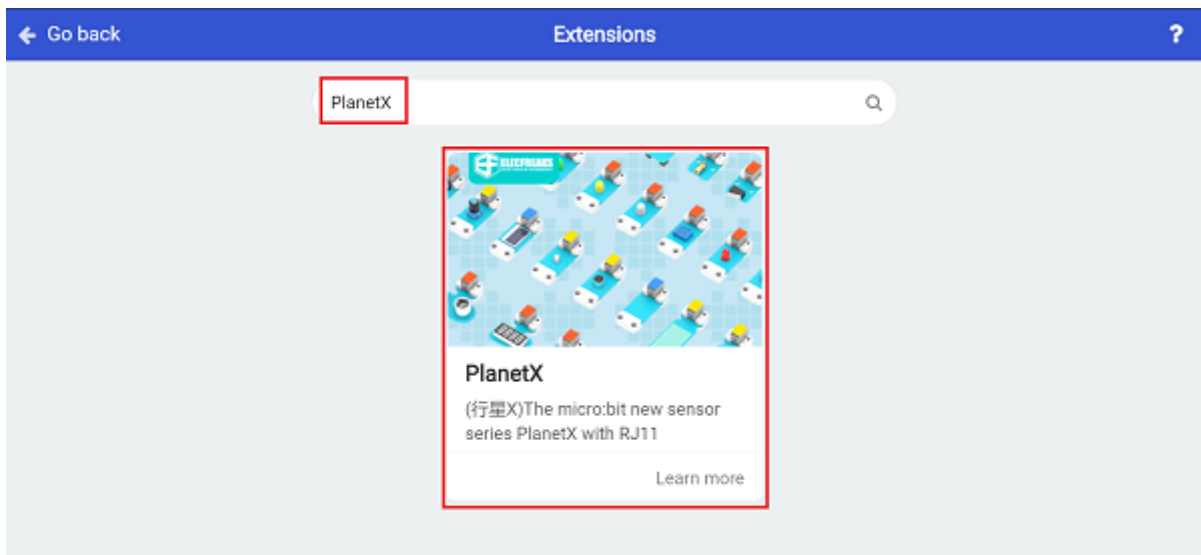 Go back
Extensions
?
PlanetX
ELECFREAKS
PlanetX
(行星X)The micro:bit new sensor
series PlanetX with RJ11
Learn more